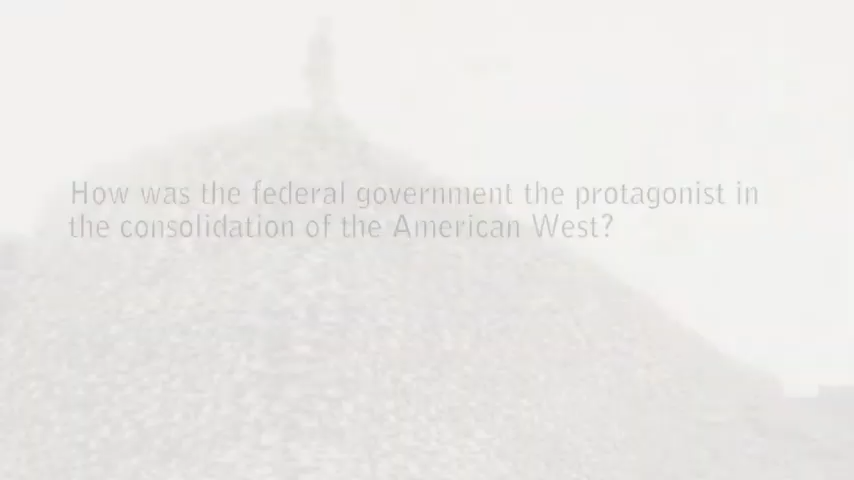 How was the federal government the protagonist in
the consolidation of the American West?